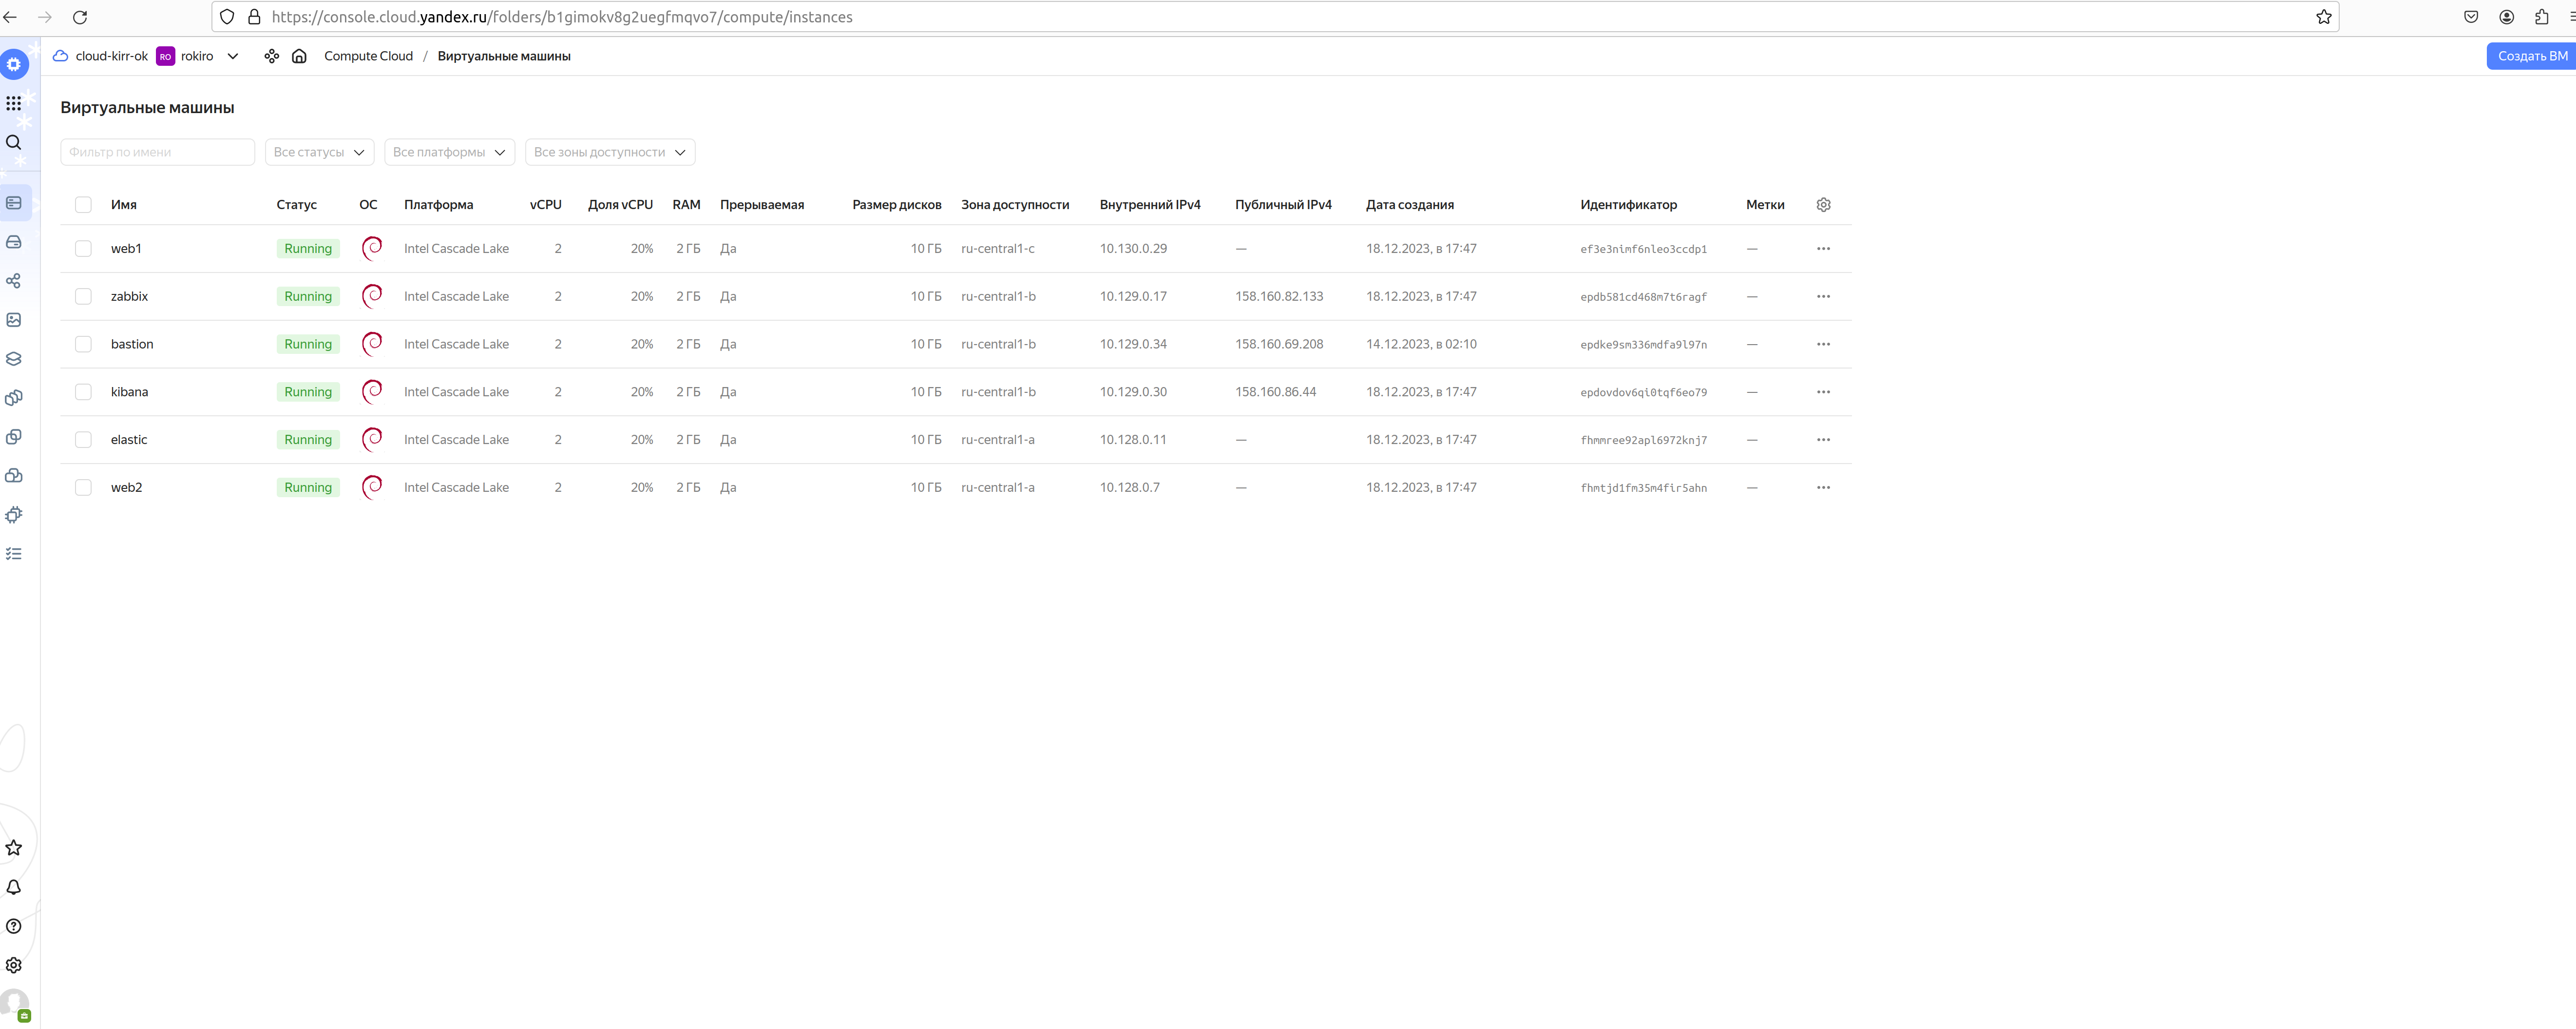 https://console.cloud.yandex.ru/folders/b1gimokv8g2uegfmqvo7/compute/instances
cloud-kirr-ok RO rokiro Compute Cloud / Виртуальные машины Создать ВМ
Виртуальные машины
Фильтр по имени Все статусы Все платформы Все зоны доступности
Имя Статус ОС Платформа vCPU Доля vCPU RAM Прерываемая Размер дисков Зона доступности Внутренний IPv4 Публичный IPv4 Дата создания Идентификатор Метки
web1 Running Intel Cascade Lake 2 20% 2 ГБ Да 10 ГБ ru-central1-c 10.130.0.29 — 18.12.2023, в 17:47 ef3e3nimf6nleo3ccdp1 —
zabbix Running Intel Cascade Lake 2 20% 2 ГБ Да 10 ГБ ru-central1-b 10.129.0.17 158.160.82.133 18.12.2023, в 17:47 epdb581cd468m7t6ragf —
bastion Running Intel Cascade Lake 2 20% 2 ГБ Да 10 ГБ ru-central1-b 10.129.0.34 158.160.69.208 14.12.2023, в 02:10 epdke9sm336mdfa9l97n —
kibana Running Intel Cascade Lake 2 20% 2 ГБ Да 10 ГБ ru-central1-b 10.129.0.30 158.160.86.44 18.12.2023, в 17:47 epdovdov6qi0tqf6eo79 —
elastic Running Intel Cascade Lake 2 20% 2 ГБ Да 10 ГБ ru-central1-a 10.128.0.11 — 18.12.2023, в 17:47 fhmmree92apl6972knj7 —
web2 Running Intel Cascade Lake 2 20% 2 ГБ Да 10 ГБ ru-central1-a 10.128.0.7 — 18.12.2023, в 17:47 fhmtjd1fm35m4fir5ahn —